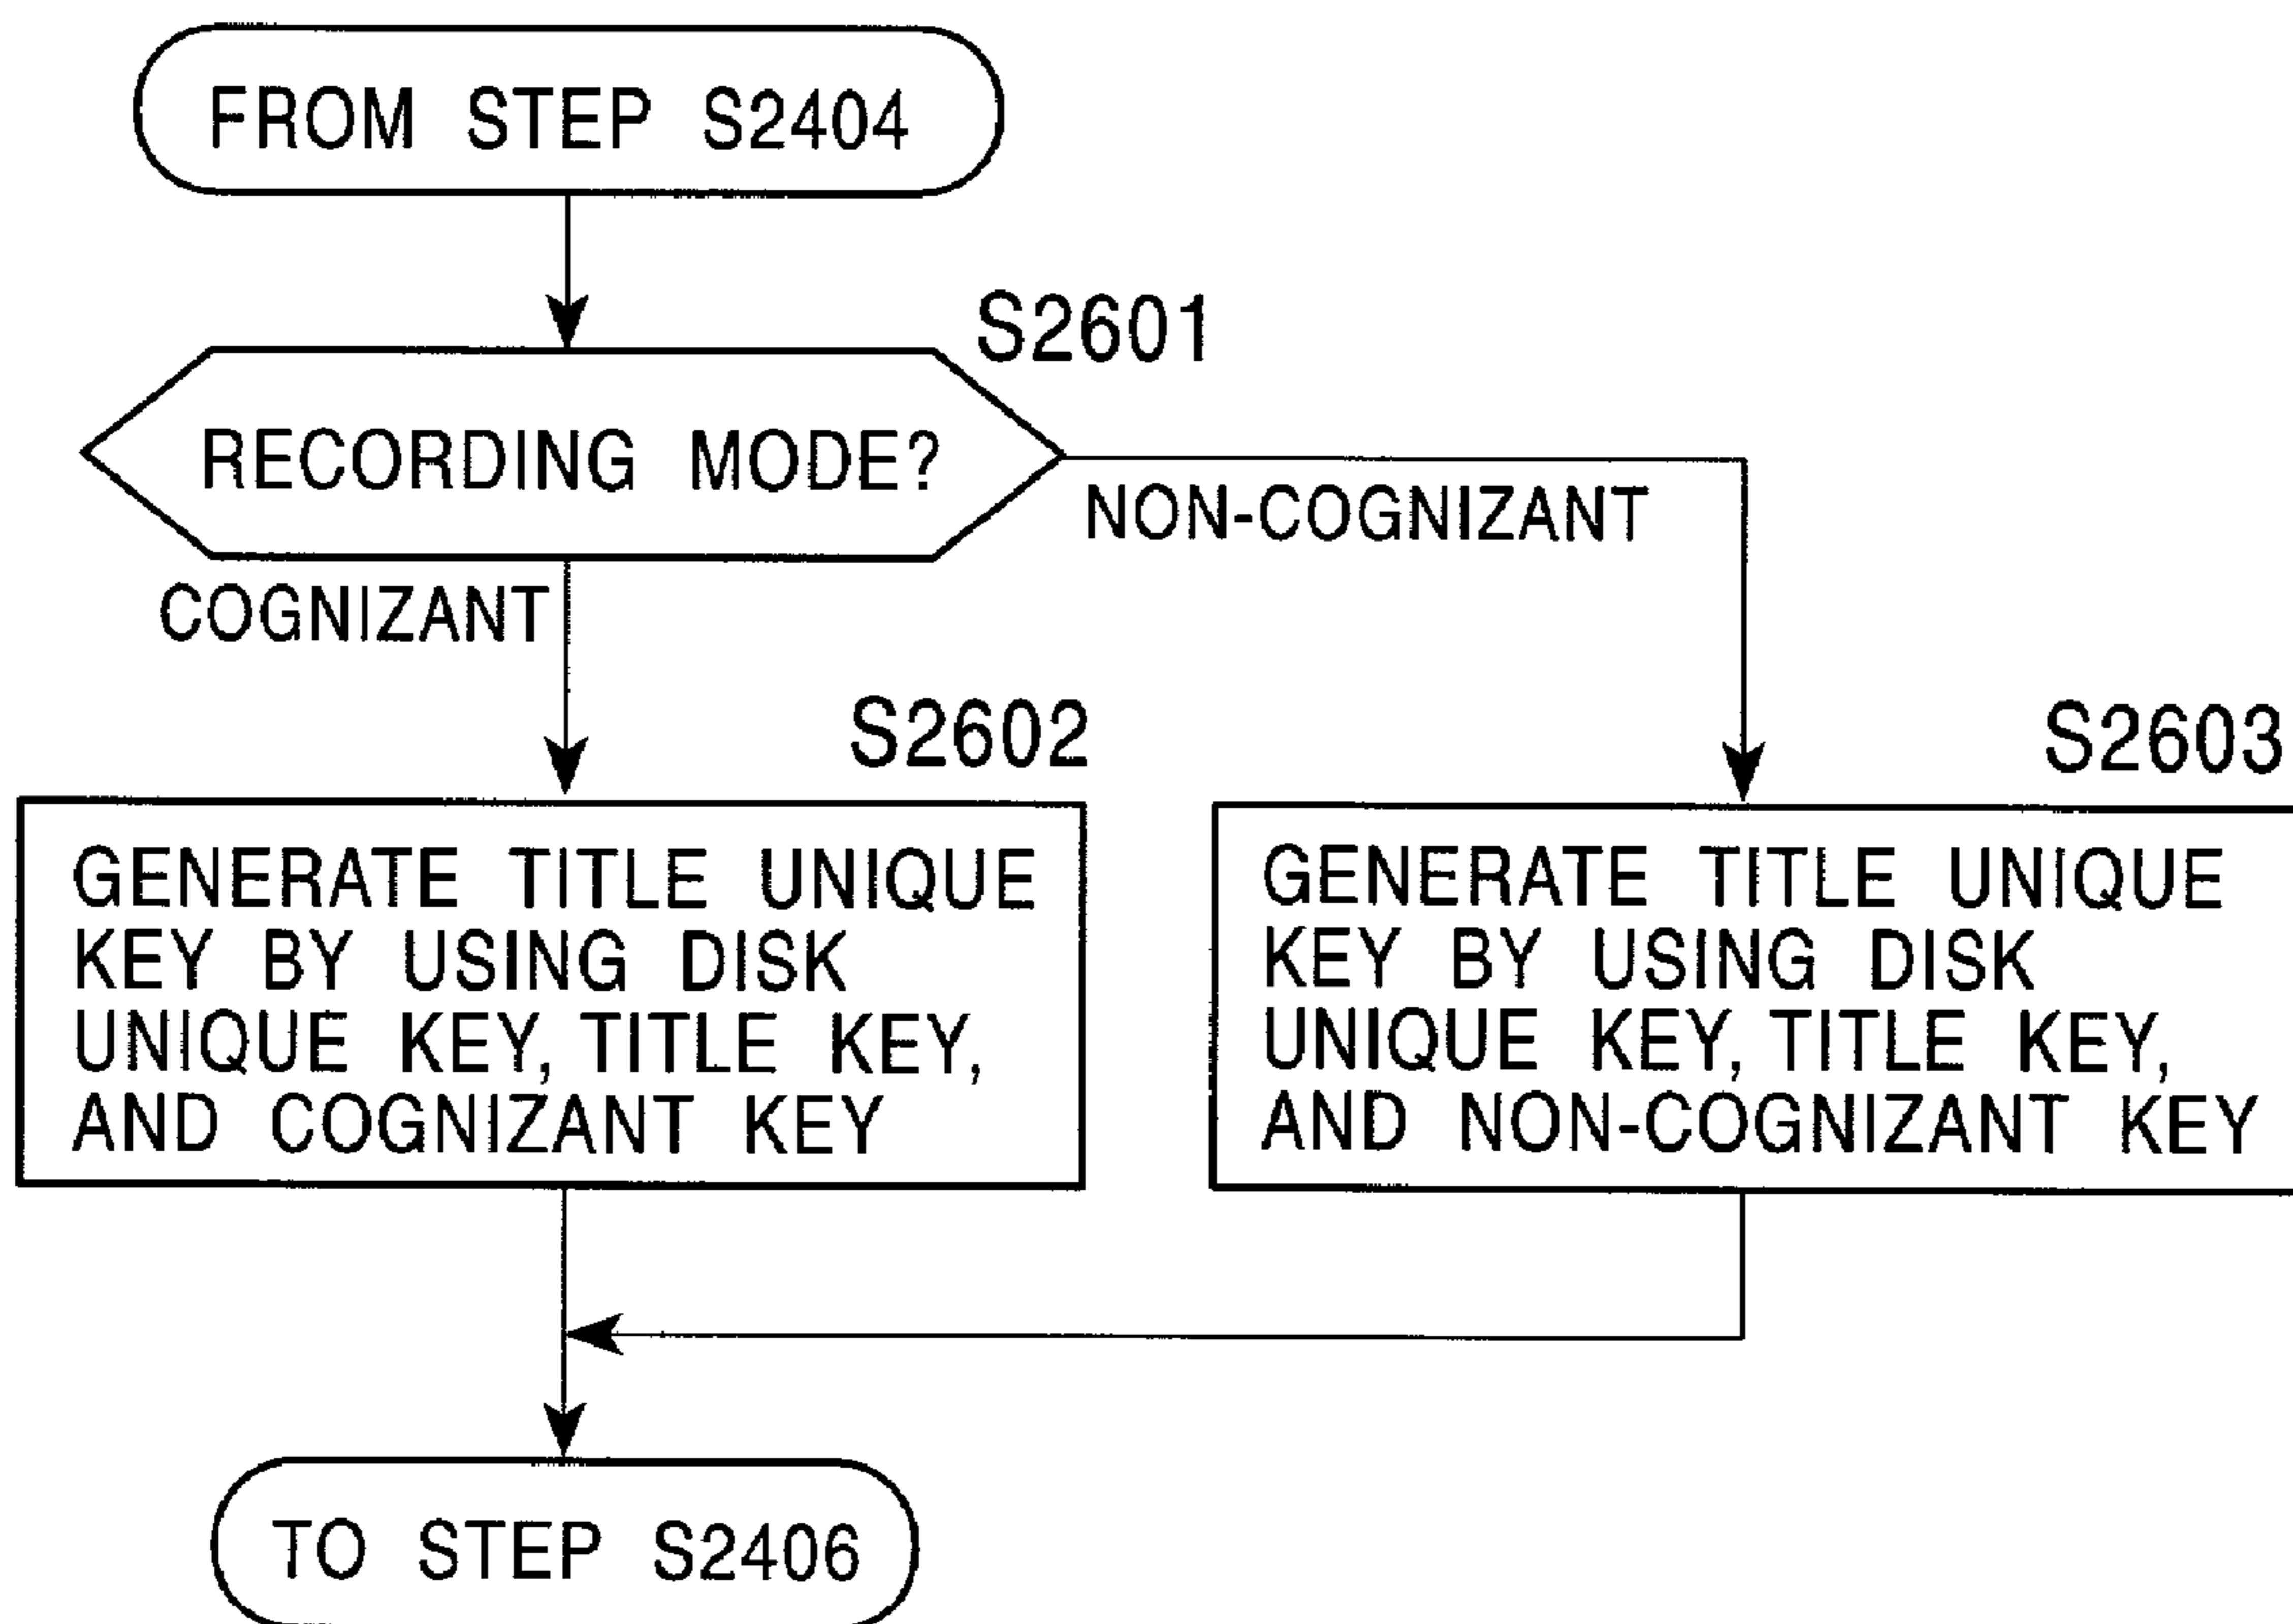 FROM STEP S2404
S2601
RECORDING MODE?
NON-COGNIZANT
COGNIZANT
S2602
GENERATE TITLE UNIQUE
KEY BY USING DISK
UNIQUE KEY, TITLE KEY,
AND COGNIZANT KEY
S2603
GENERATE TITLE UNIQUE
KEY BY USING DISK
UNIQUE KEY, TITLE KEY,
AND NON-COGNIZANT KEY
TO STEP S2406